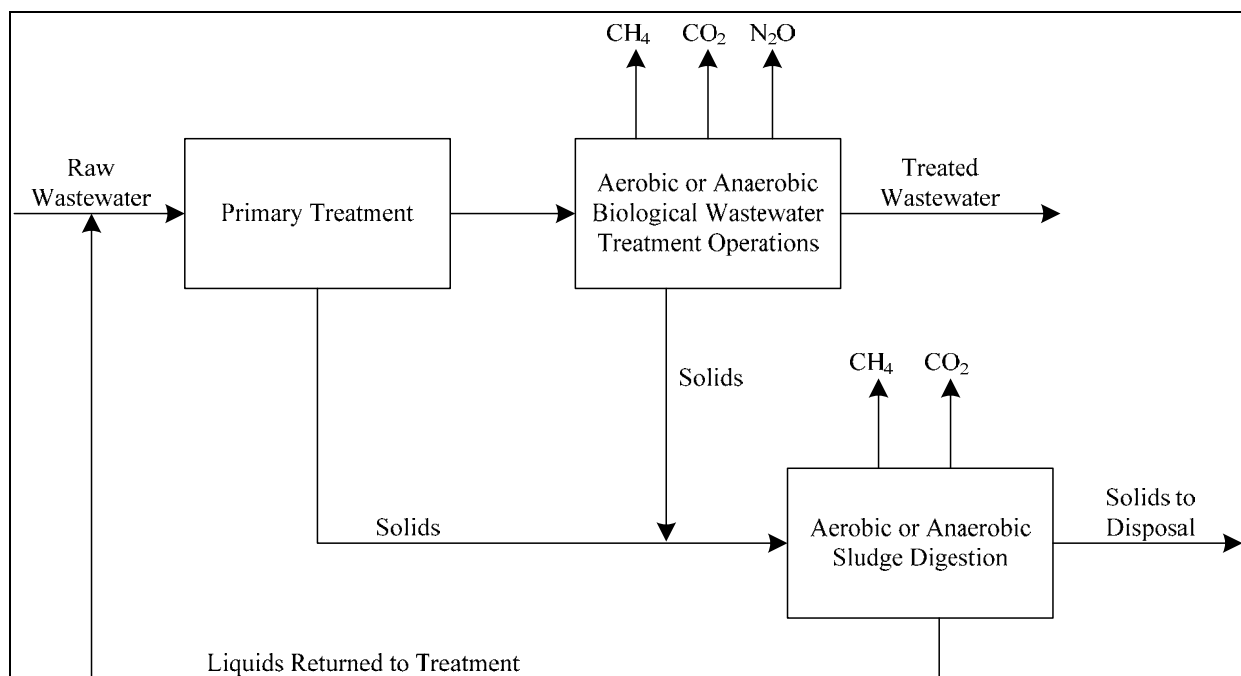 CH₄ CO₂ N₂O
Raw
Wastewater
Primary Treatment
Aerobic or Anaerobic
Biological Wastewater
Treatment Operations
Treated
Wastewater
Solids
CH₄ CO₂
Solids
Aerobic or Anaerobic
Sludge Digestion
Solids to
Disposal
Liquids Returned to Treatment